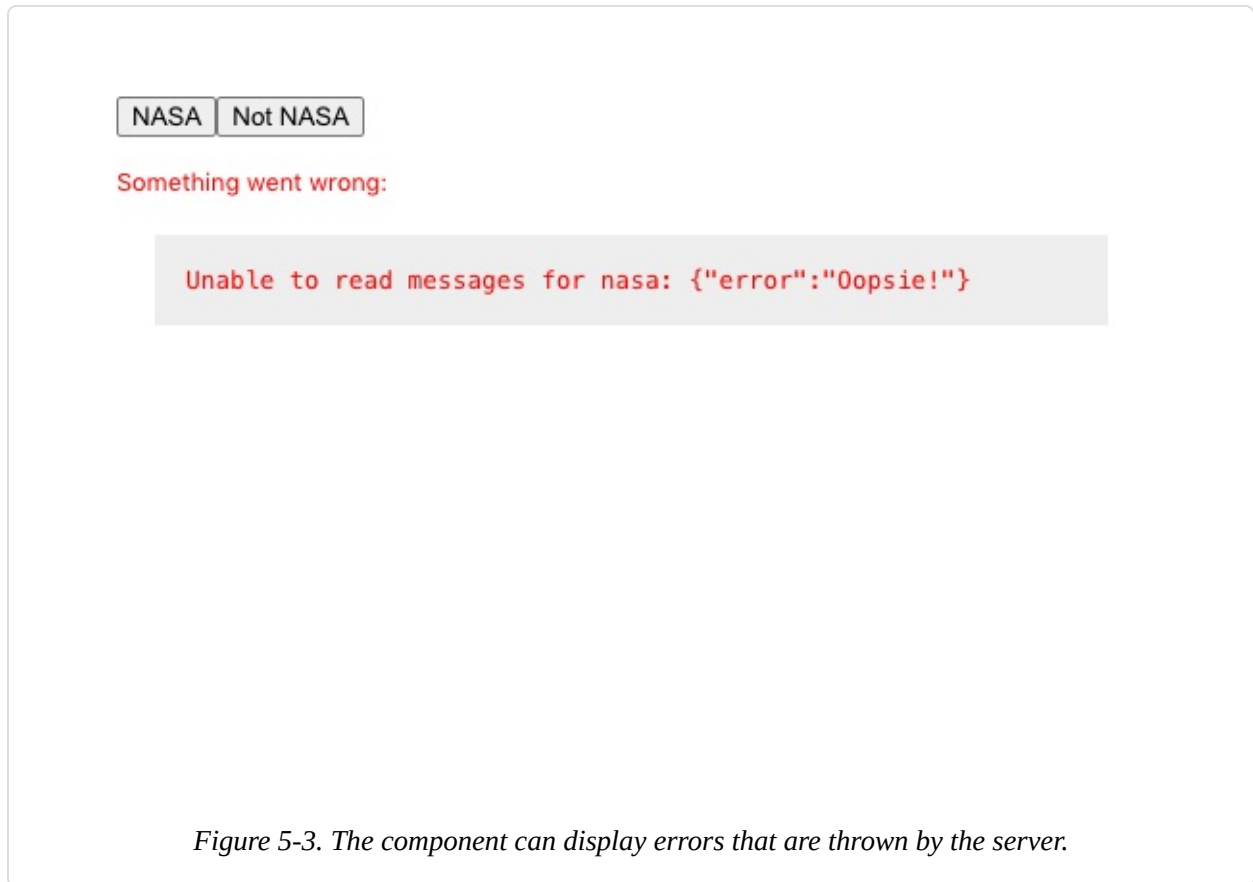 NASA Not NASA
Something went wrong:
Unable to read messages for nasa: {"error":"Oopsie!"}
Figure 5-3. The component can display errors that are thrown by the server.